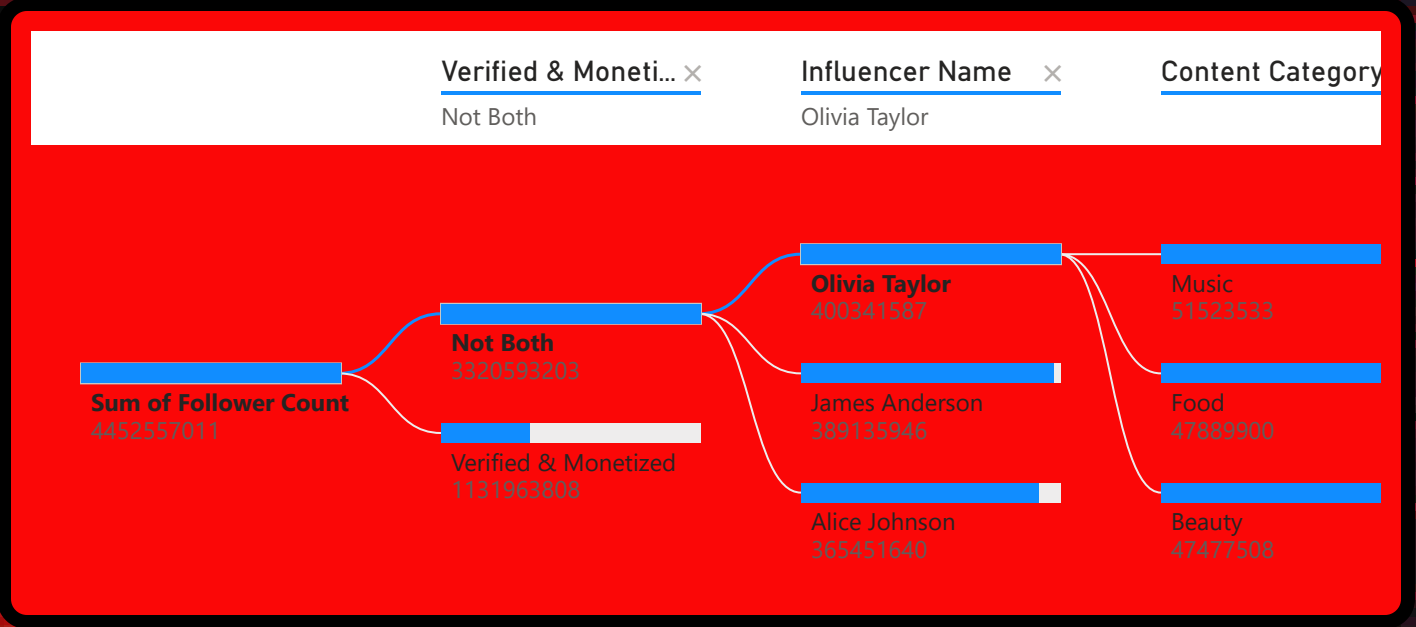 Verified & Moneti...
Not Both
Influencer Name
Olivia Taylor
Content Category
Sum of Follower Count
4452557011
Not Both
3320593203
Verified & Monetized
1131963808
Olivia Taylor
400341587
James Anderson
389135946
Alice Johnson
365451640
Music
51523533
Food
47889900
Beauty
47477508